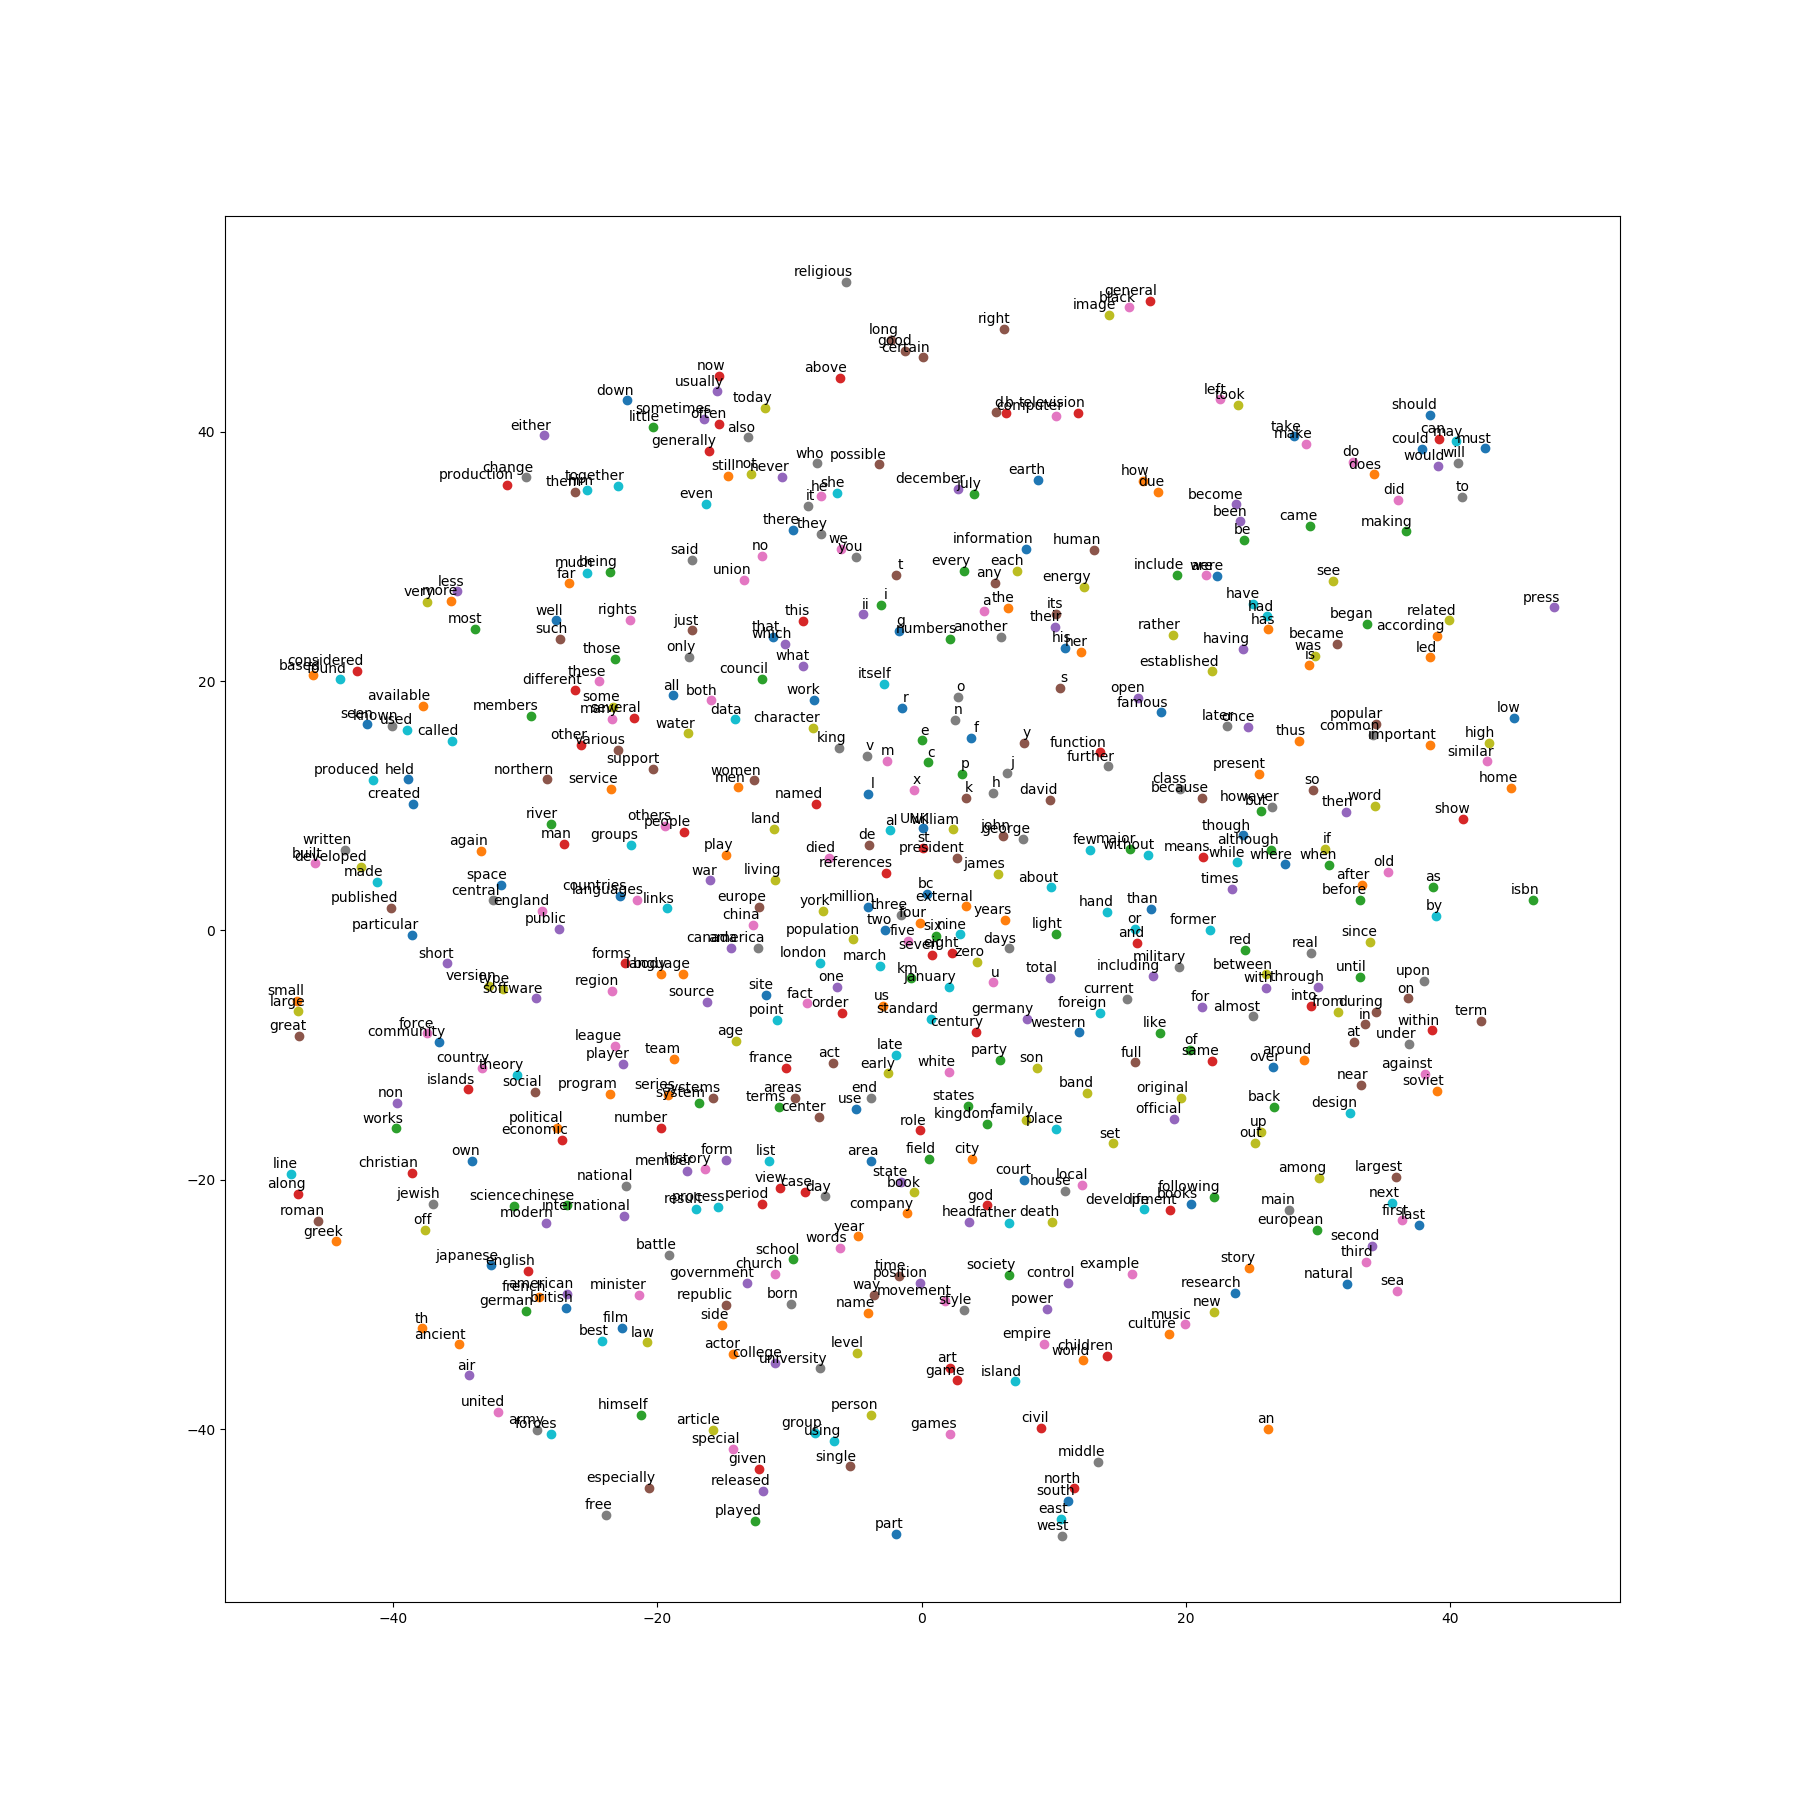 religious
general
black
image
right
long
good
certain
now
above
usually
down
today
sometimes
little
often
also
d.b.
television
computer
left
took
should
can
may
must
could
would
will
take
make
do
does
either
generally
who
possible
still
not
never
change
production
together
them
him
even
he
she
it
december
july
earth
how
due
did
to
become
been
be
came
making
there
they
we
you
said
no
union
information
human
much
being
far
t
every
each
any
energy
include
are
were
see
less
very
more
most
i
ii
a
the
its
their
have
had
has
press
well
such
rights
just
this
that
which
g
numbers
another
his
her
rather
having
began
related
according
became
was
is
led
those
only
what
considered
based
found
these
different
council
itself
established
all
both
work
s
o
open
famous
available
some
many
several
members
data
r
n
low
seen
known
used
called
other
various
water
character
king
e
f
y
later
once
popular
common
thus
important
high
v
m
c
function
further
similar
support
produced
held
created
northern
service
women
men
p
j
l
x
k
h
david
class
because
present
so
home
named
however
but
then
word
show
river
man
others
people
groups
land
al
UNK
william
de
st
john
george
president
few
major
without
means
though
although
while
where
if
when
written
built
developed
made
again
play
died
references
james
old
war
living
about
after
before
as
isbn
by
space
central
england
countries
languages
links
published
europe
york
million
bc
external
three
hand
than
times
particular
public
china
canada
america
population
two
five
four
six
nine
years
light
or
and
former
short
forms
body
language
london
march
seven
eight
zero
days
military
red
real
since
version
type
software
region
km
january
u
total
including
between
with
through
until
upon
on
small
large
great
source
site
one
fact
point
order
us
standard
germany
foreign
current
for
almost
into
from
during
in
term
force
community
league
age
century
western
like
at
under
within
country
theory
player
team
france
act
late
early
white
party
son
full
of
same
over
around
near
against
soviet
islands
social
program
series
systems
system
areas
terms
center
end
use
states
kingdom
family
band
original
official
back
design
non
works
political
economic
number
role
place
set
up
out
own
member
history
form
list
area
field
city
line
along
christian
national
view
case
day
state
book
court
house
local
among
largest
roman
greek
jewish
off
science
chinese
modern
international
result
process
period
company
god
head
father
death
development
life
books
following
main
european
next
first
last
battle
year
words
second
third
japanese
english
school
church
government
time
position
society
control
example
story
natural
sea
american
french
british
german
minister
republic
born
way
name
movement
style
power
research
new
th
ancient
film
best
law
side
actor
level
empire
children
world
music
culture
air
college
university
art
game
island
united
army
forces
himself
article
special
person
group
using
games
civil
an
given
single
middle
especially
released
free
played
part
north
south
east
west
40
20
0
−20
−40
−40
−20
0
20
40